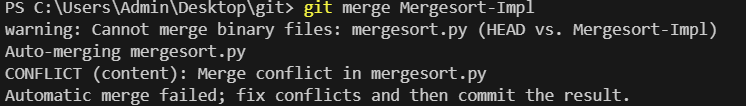 PS C:\Users\Admin\Desktop\git> git merge Mergesort-Impl
warning: Cannot merge binary files: mergesort.py (HEAD vs. Mergesort-Impl)
Auto-merging mergesort.py
CONFLICT (content): Merge conflict in mergesort.py
Automatic merge failed; fix conflicts and then commit the result.